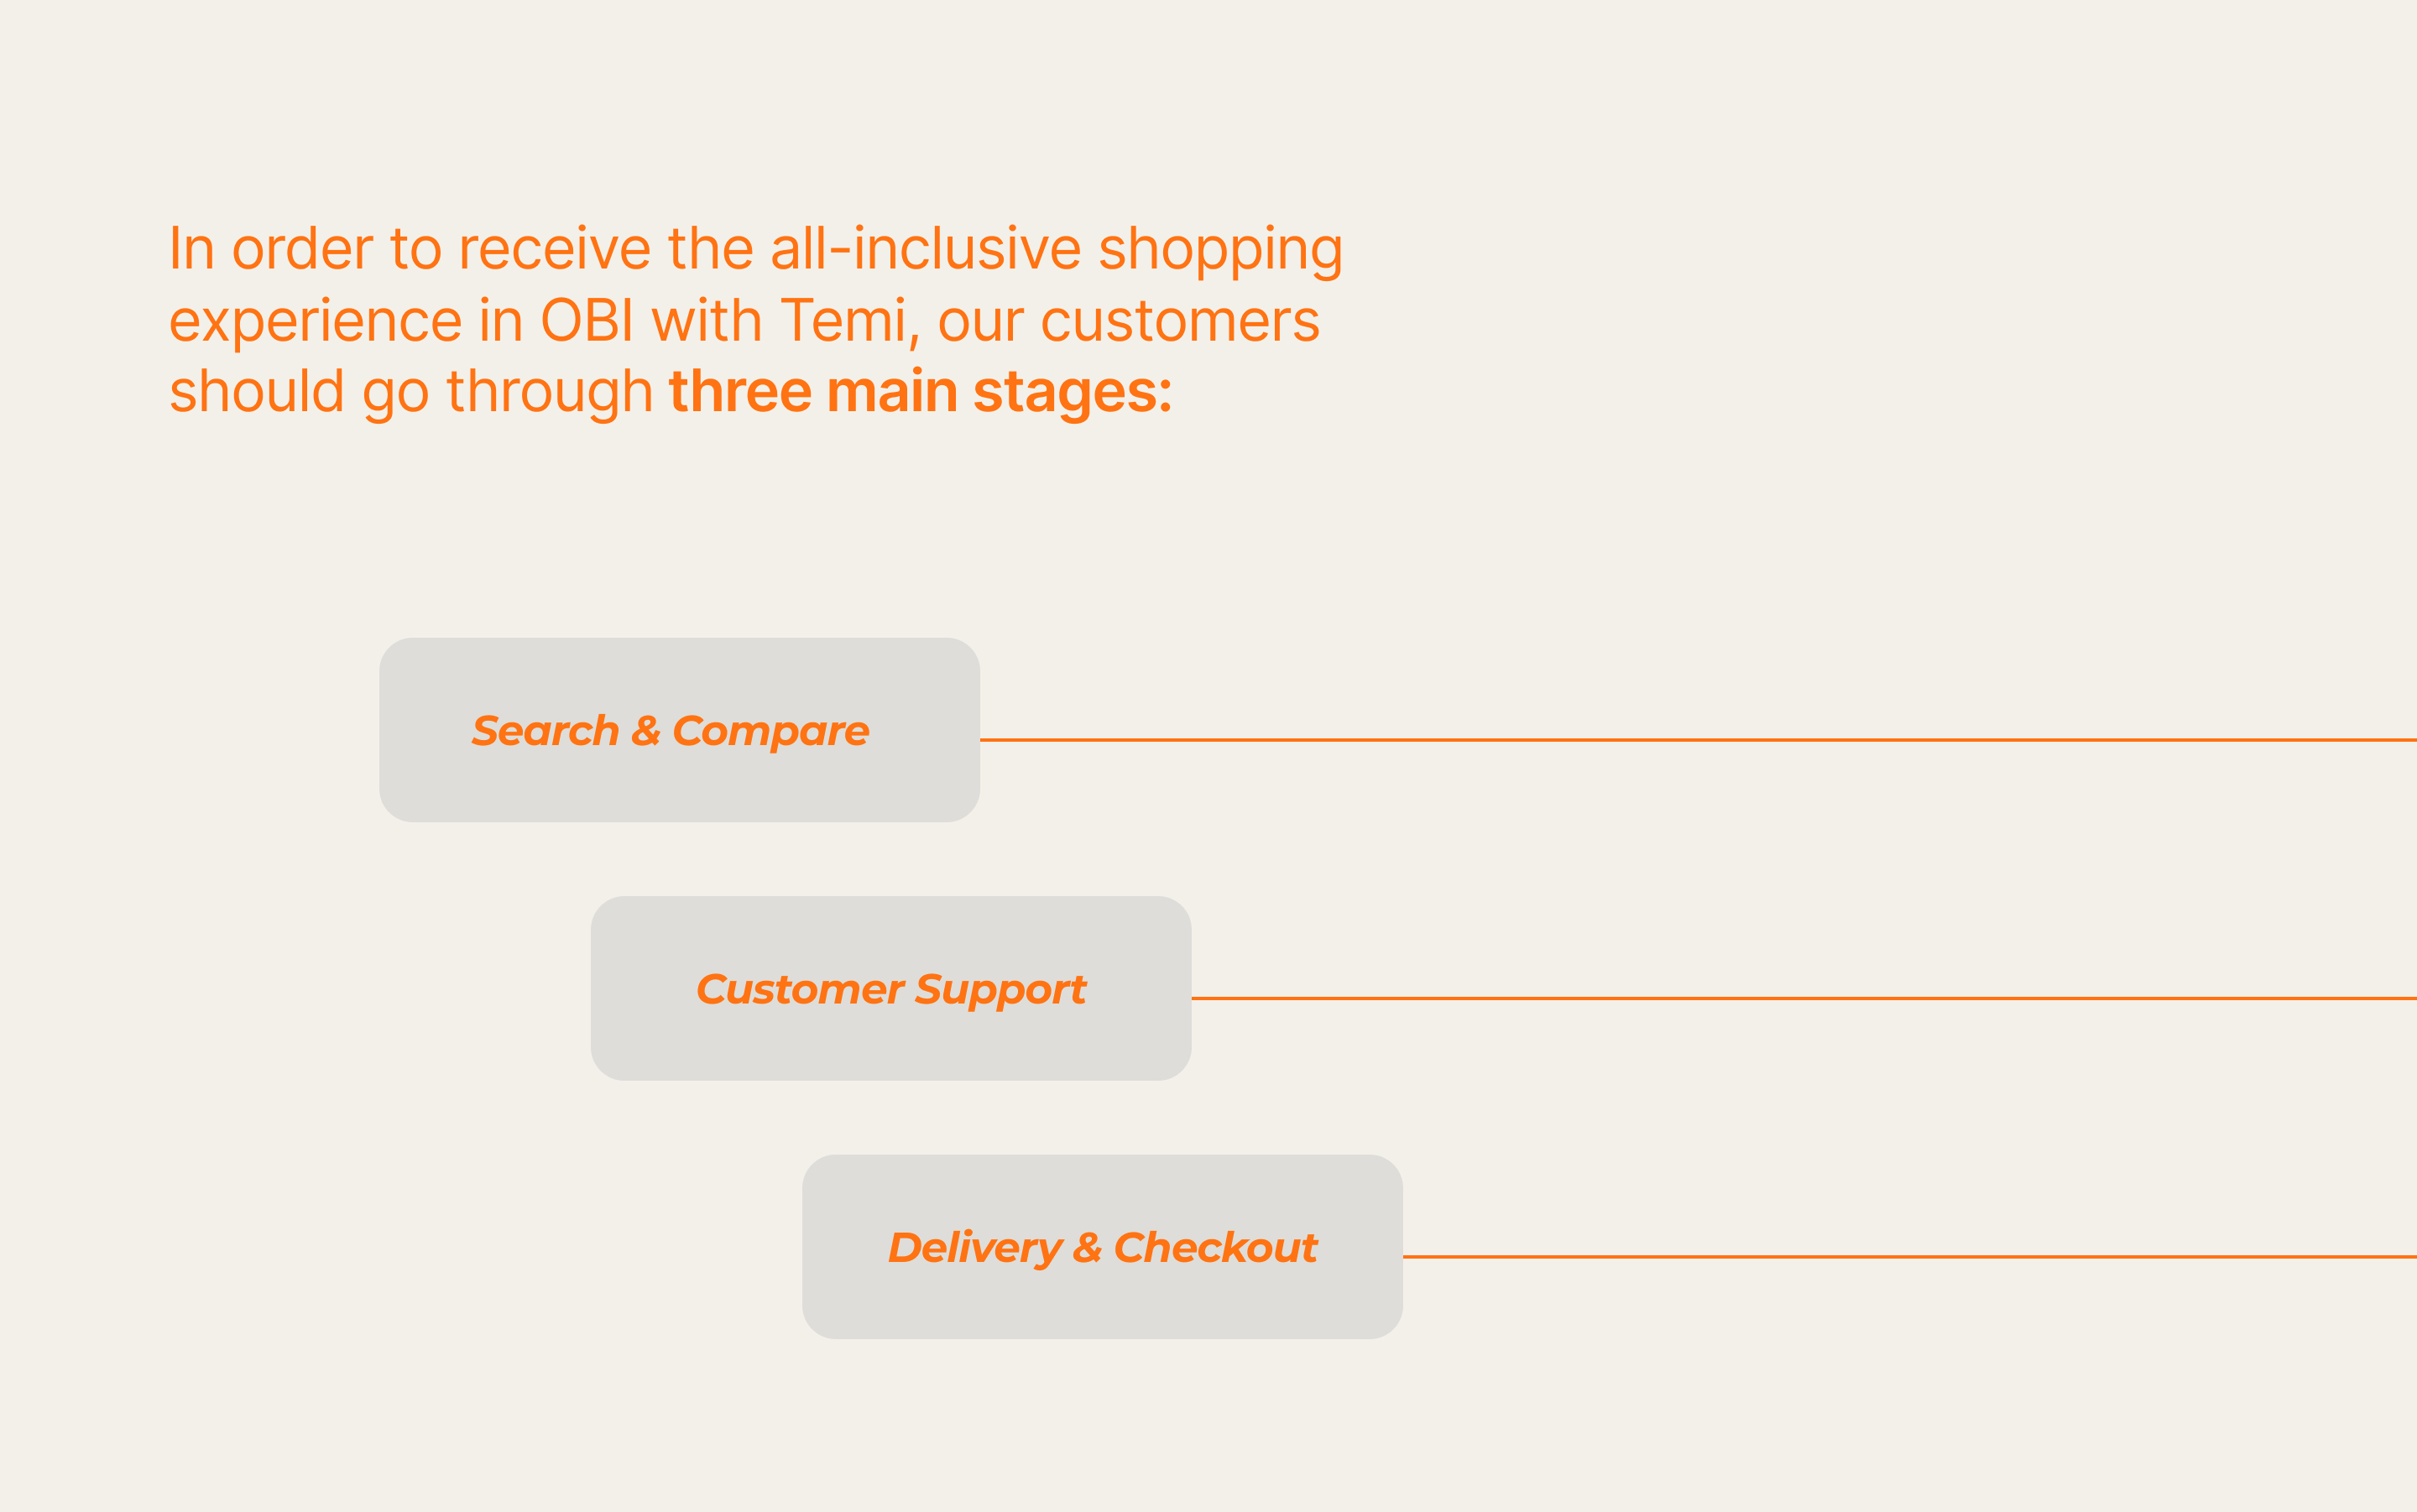 In order to receive the all-inclusive shopping
experience in OBI with Temi, our customers
should go through three main stages:
Search & Compare
Customer Support
Delivery & Checkout